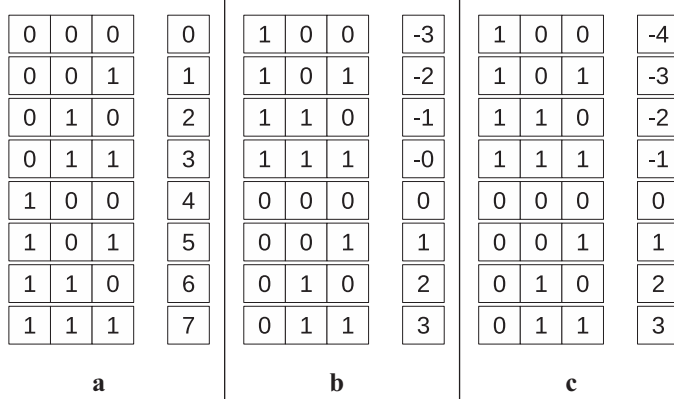 0 0 0 0 1 0 0 -3 1 0 0 -4
0 0 1 1 1 0 1 -2 1 0 1 -3
0 1 0 2 1 1 0 -1 1 1 0 -2
0 1 1 3 1 1 1 -0 1 1 1 -1
1 0 0 4 0 0 0 0 0 0 0 0
1 0 1 5 0 0 1 1 0 0 1 1
1 1 0 6 0 1 0 2 0 1 0 2
1 1 1 7 0 1 1 3 0 1 1 3
a b c